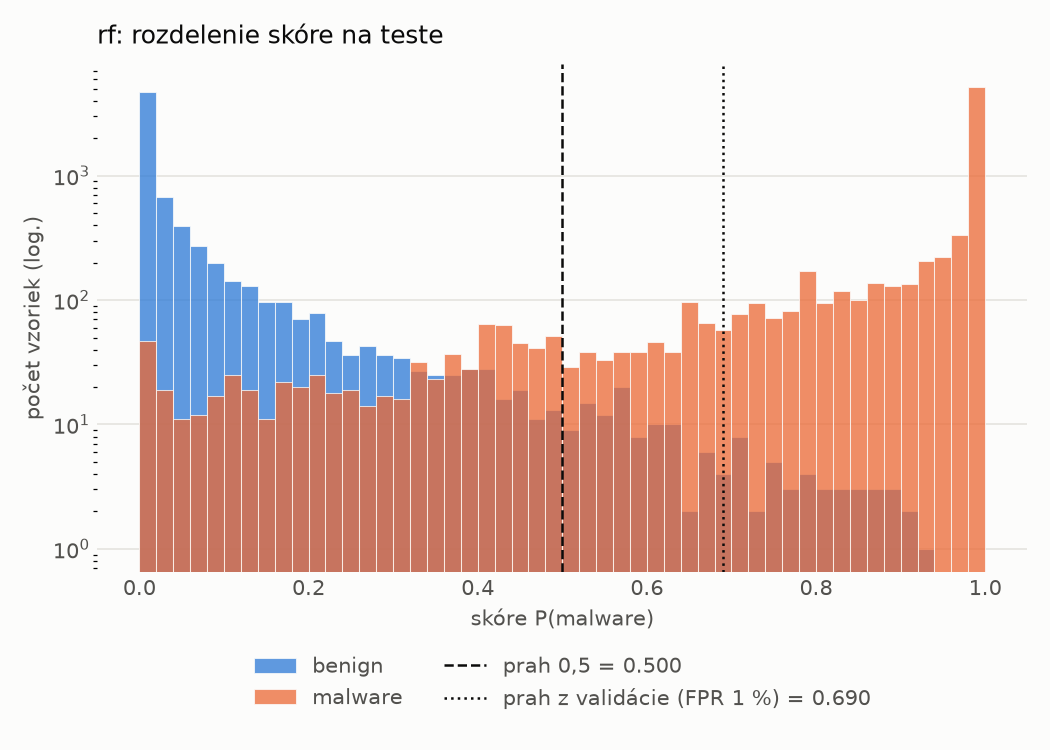 rf: rozdelenie skóre na teste
počet vzoriek (log.)
10³
10²
10¹
10⁰
0.0 0.2 0.4 0.6 0.8 1.0
skóre P(malware)
benign
malware
prah 0,5 = 0.500
prah z validácie (FPR 1 %) = 0.690